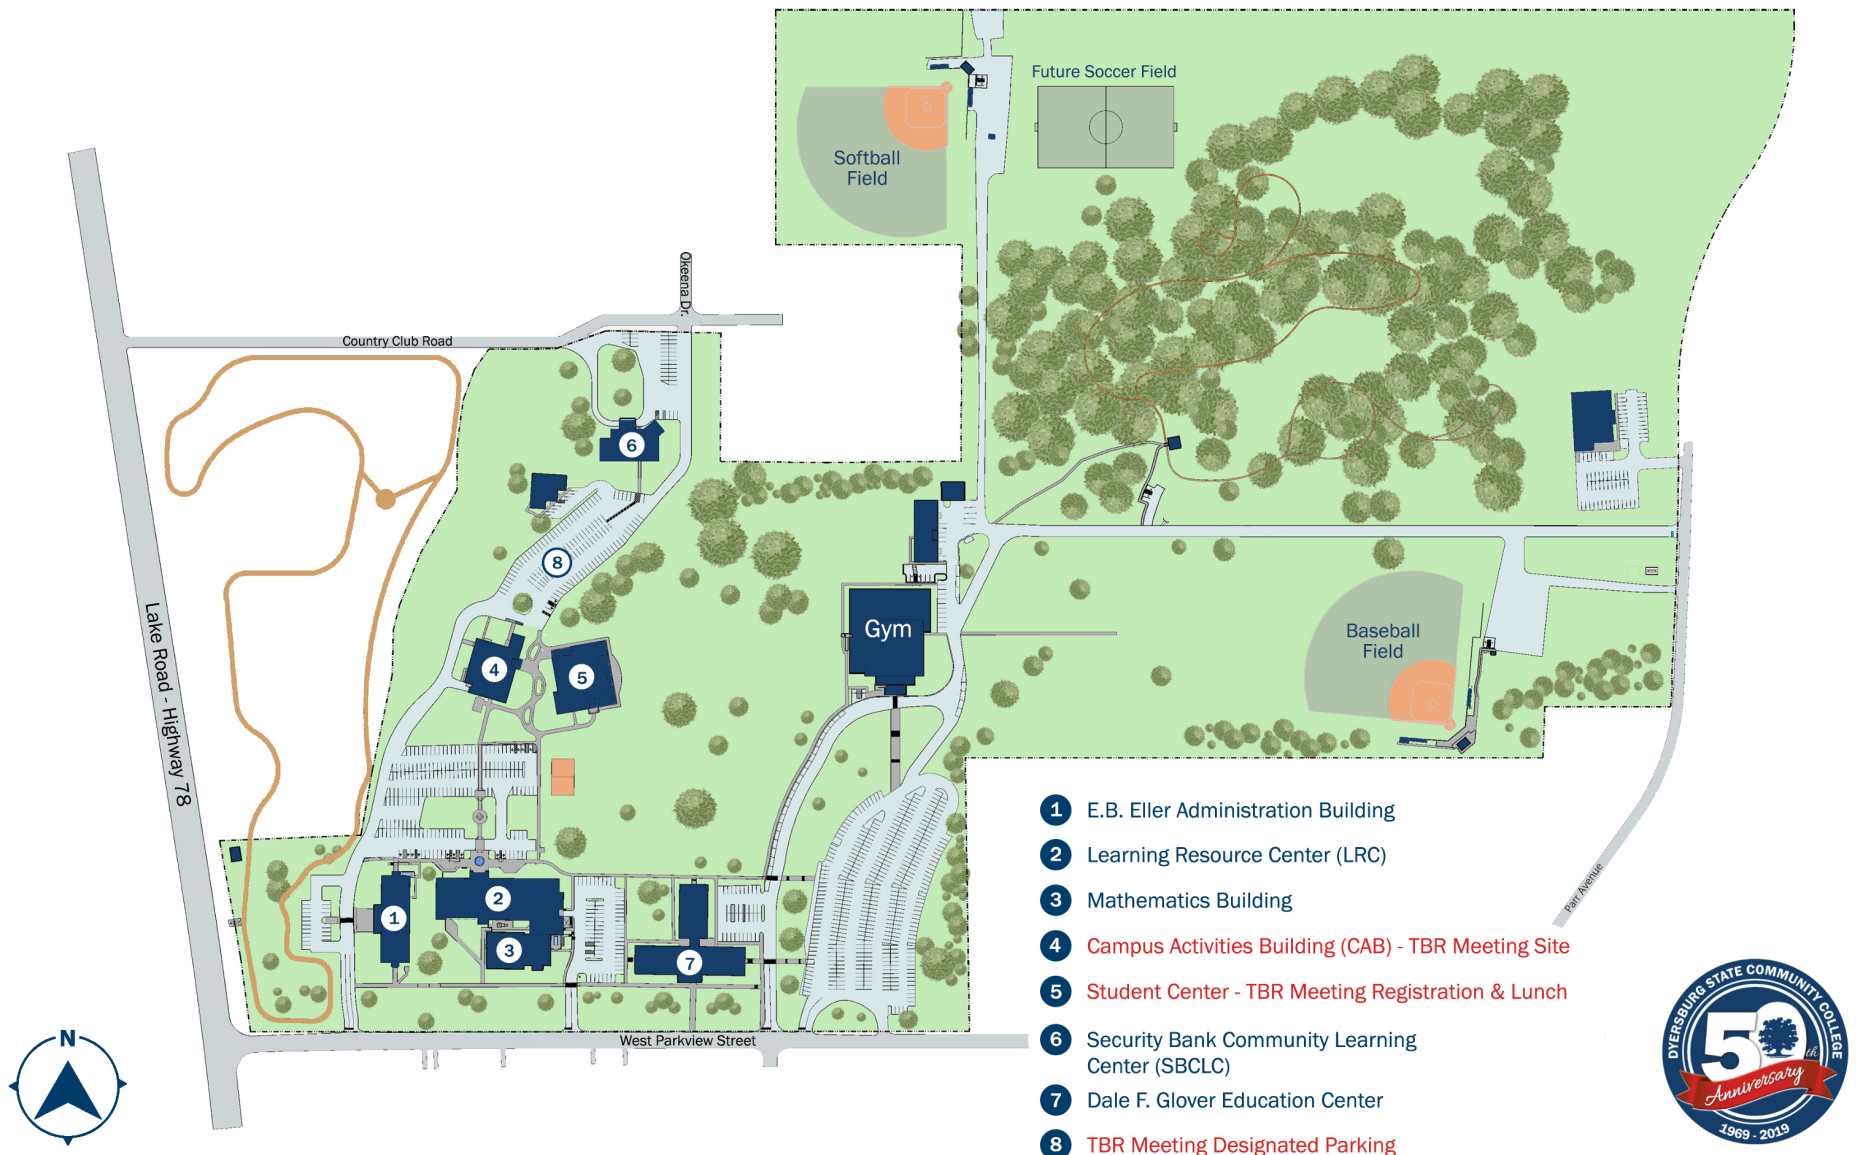 Future Soccer Field
Softball
Field
Okeena Dr.
Country Club Road
6
8
Lake Road - Highway 78
4
5
Gym
Baseball
Field
1
2
3
7
West Parkview Street
Parr Avenue
N
1 E.B. Eller Administration Building
2 Learning Resource Center (LRC)
3 Mathematics Building
4 Campus Activities Building (CAB) - TBR Meeting Site
5 Student Center - TBR Meeting Registration & Lunch
6 Security Bank Community Learning
Center (SBCLC)
7 Dale F. Glover Education Center
8 TBR Meeting Designated Parking
DYERSBURG STATE COMMUNITY COLLEGE
50th
Anniversary
1969 - 2019